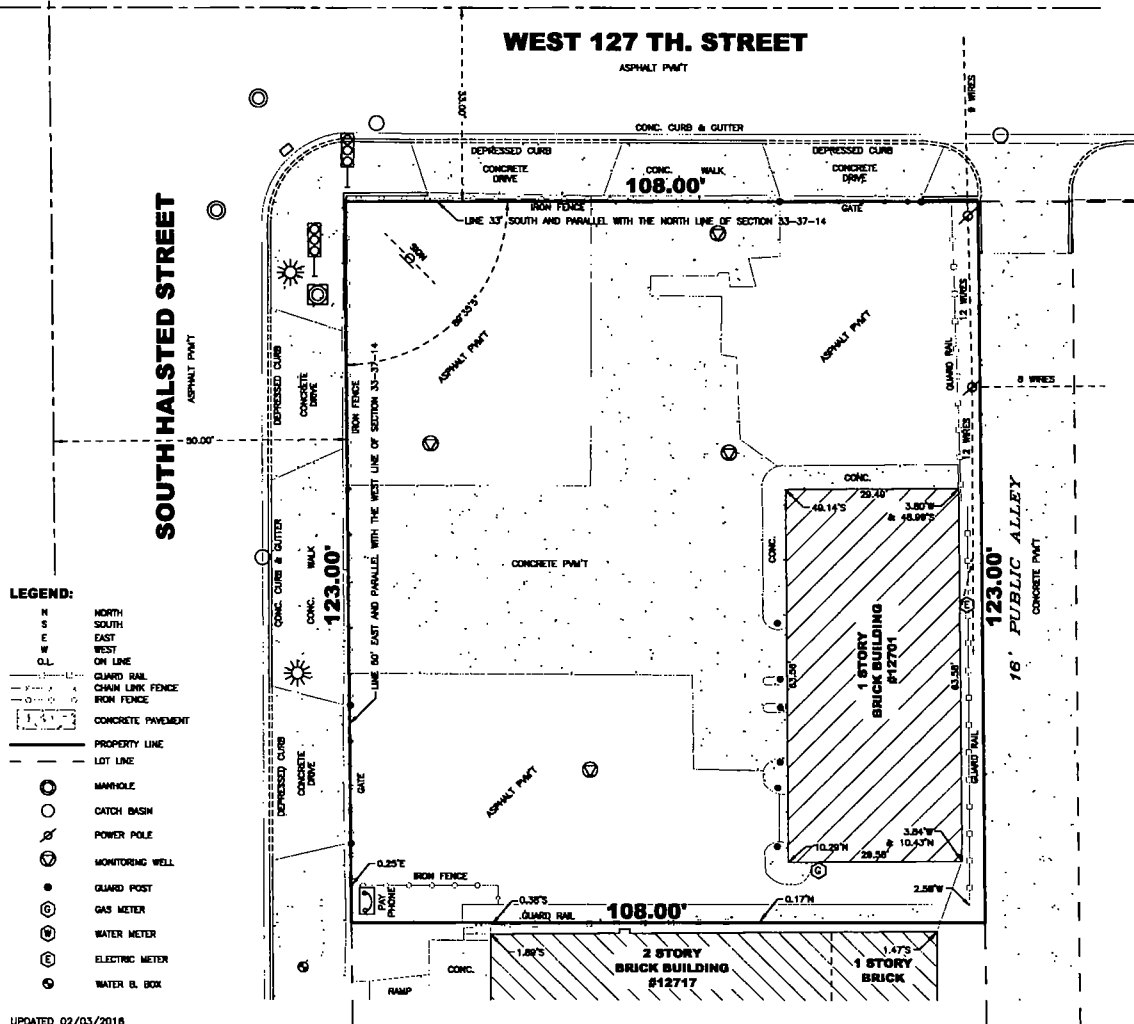 WEST 127 TH. STREET
ASPHALT PVM'T
33.00'
9 WIRES
CONC. CURB & GUTTER
DEPRESSED CURB
CONCRETE
DRIVE
CONC. WALK
DEPRESSED CURB
CONCRETE
DRIVE
108.00'
IRON FENCE
GATE
LINE 33' SOUTH AND PARALLEL WITH THE NORTH LINE OF SECTION 33-37-14
SOUTH HALSTED STREET
ASPHALT PVM'T
SIGN
ASPHALT PVM'T
ASPHALT PVM'T
12 WIRES
GUARD RAIL
8 WIRES
12 WIRES
DEPRESSED CURB
CONCRETE
DRIVE
IRON FENCE
LINE 50' EAST AND PARALLEL WITH THE WEST LINE OF SECTION 33-37-14
50.00'
CONC.
29.49'
49.14'S
3.80'W
& 48.99'S
CONC.
CONC. CURB & GUTTER
CONC. WALK
123.00'
CONCRETE PVM'T
1 STORY
BRICK BUILDING
#12701
63.56'
63.58'
E
123.00'
16' PUBLIC ALLEY
CONCRETE PVM'T
GUARD RAIL
DEPRESSED CURB
CONCRETE
DRIVE
GATE
ASPHALT PVM'T
10.29'N
29.56'
3.84'W
& 10.43'N
G
2.58'W
0.25'E
IRON FENCE
PAY
PHONE
0.38'S
GUARD RAIL
108.00'
0.17'N
1.69'S
1.47'S
CONC.
RAMP
2 STORY
BRICK BUILDING
#12717
1 STORY
BRICK
LEGEND:
N NORTH
S SOUTH
E EAST
W WEST
O.L. ON LINE
GUARD RAIL
CHAIN LINK FENCE
IRON FENCE
CONCRETE PAVEMENT
PROPERTY LINE
LOT LINE
MANHOLE
CATCH BASIN
POWER POLE
MONITORING WELL
GUARD POST
G GAS METER
W WATER METER
E ELECTRIC METER
WATER B. BOX
UPDATED 02/03/2016